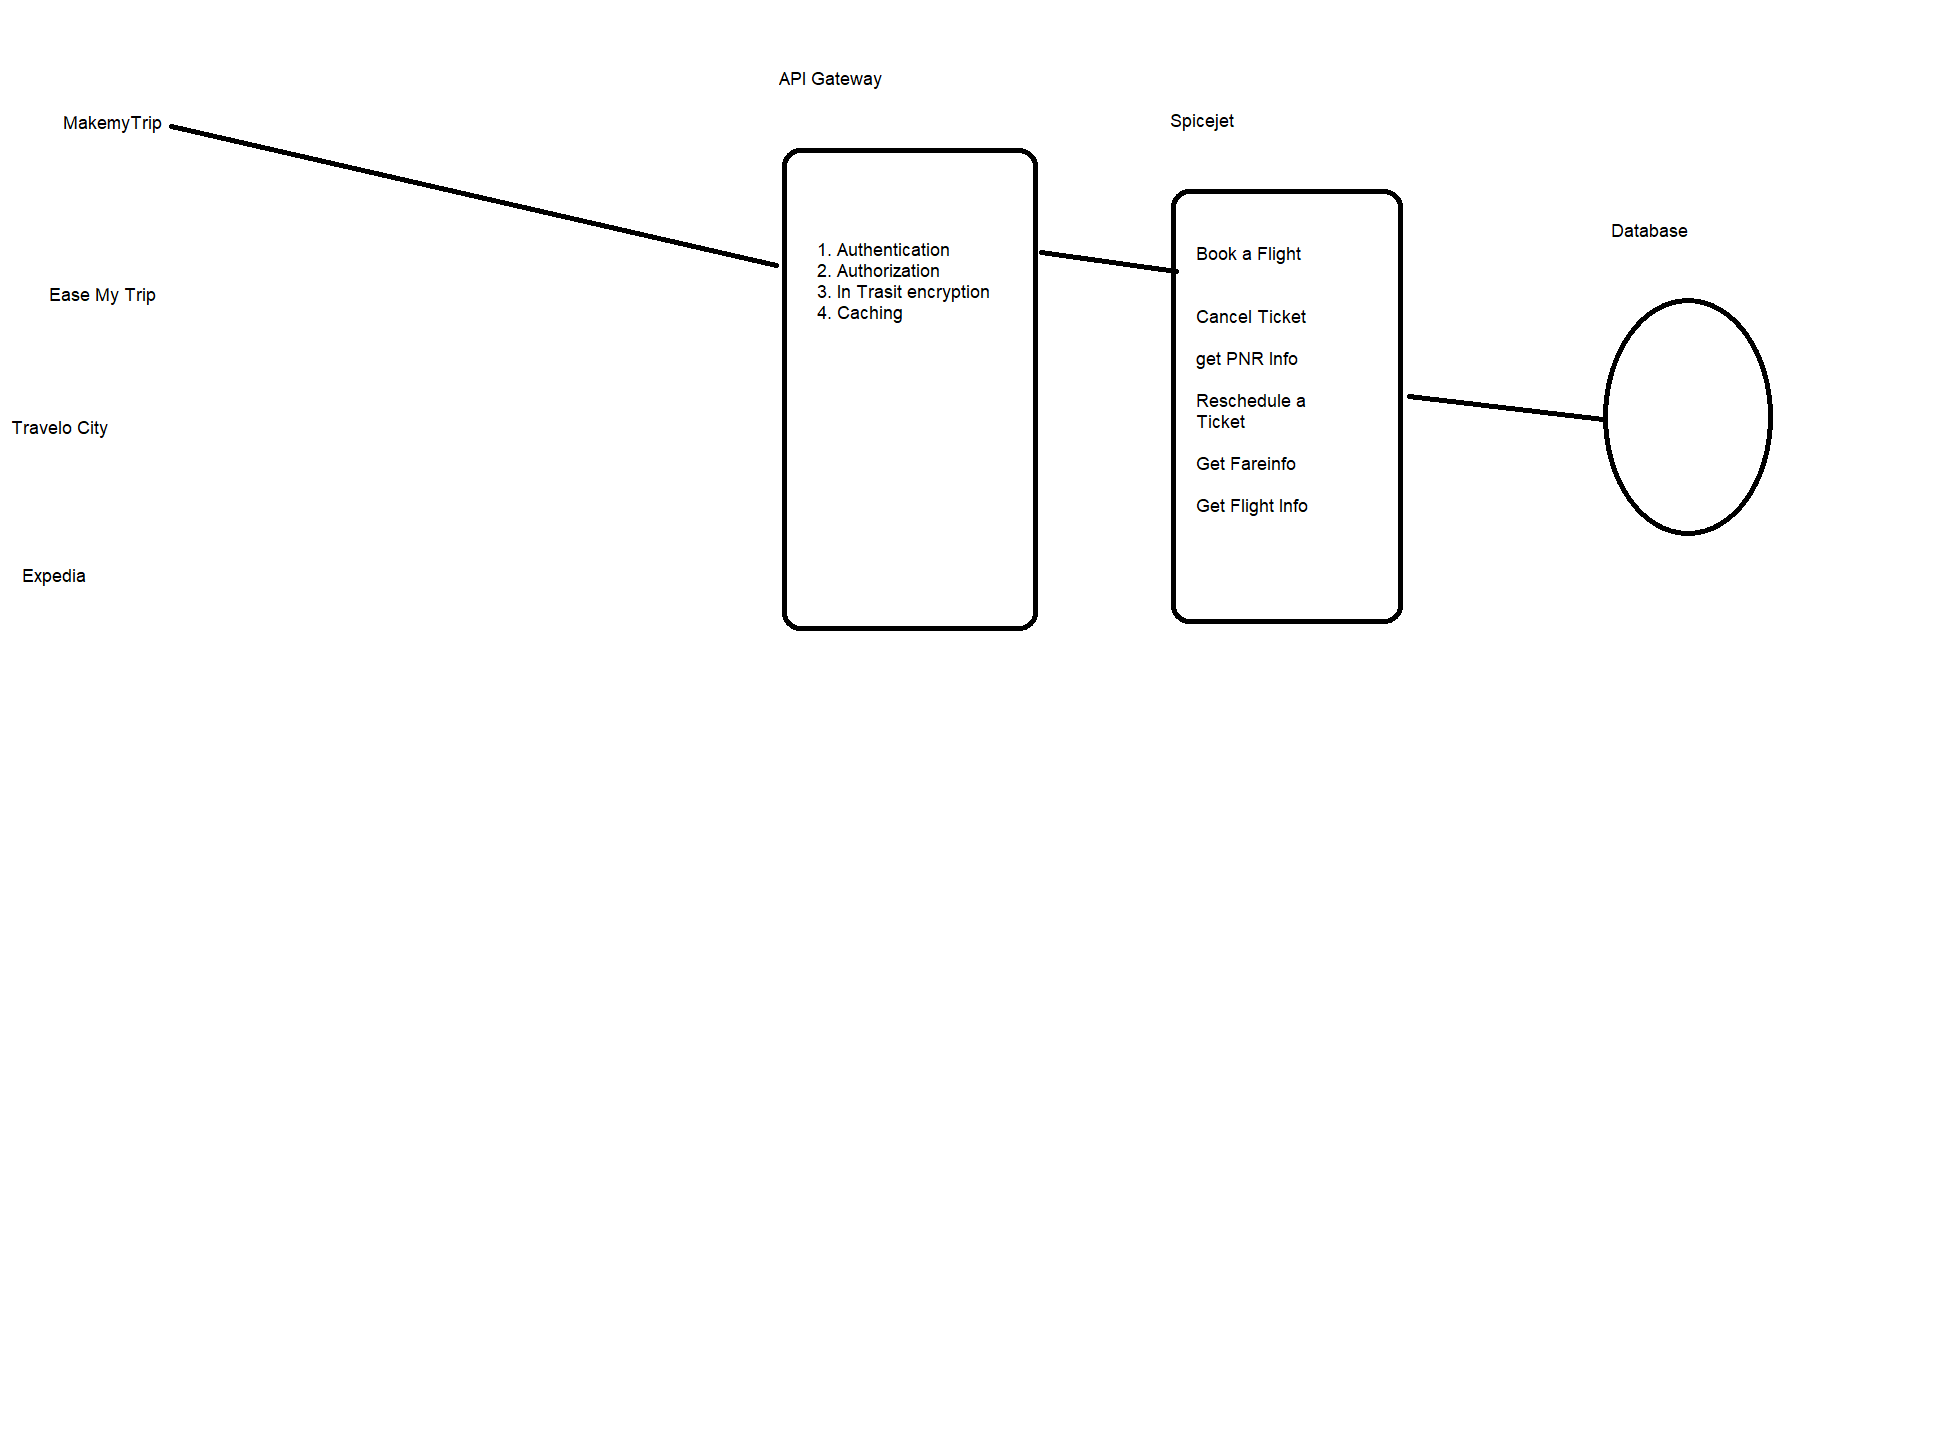 API Gateway
MakemyTrip
Spicejet
Database
1. Authentication
2. Authorization
3. In Trasit encryption
4. Caching
Book a Flight
Cancel Ticket
get PNR Info
Reschedule a
Ticket
Get Fareinfo
Get Flight Info
Ease My Trip
Travelo City
Expedia